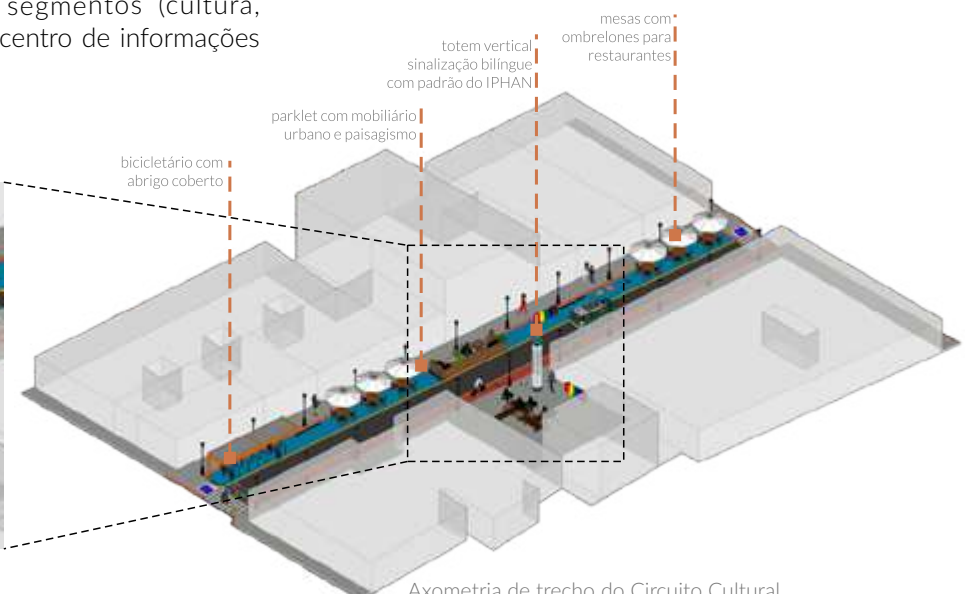 segmentos (cultura,
centro de informações
mesas com
ombrelones para
restaurantes
totem vertical
sinalização bilíngue
com padrão do IPHAN
parklet com mobiliário
urbano e paisagismo
bicicletário com
abrigo coberto
Axometria de trecho do Circuito Cultural